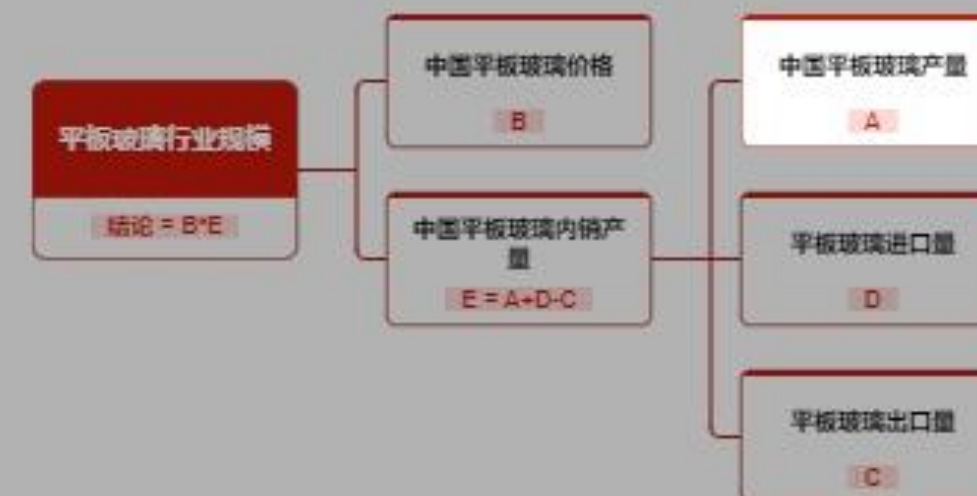 平板玻璃行业规模
结论 = B*E
中国平板玻璃价格
B
中国平板玻璃内销产
量
E = A+D-C
中国平板玻璃产量
A
平板玻璃进口量
D
平板玻璃出口量
C